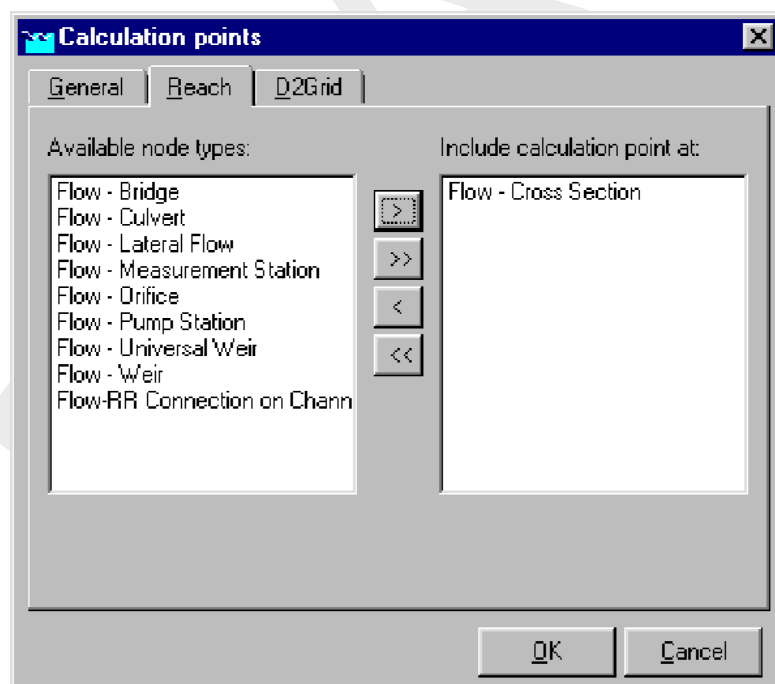 Calculation points
General
Reach
D2Grid
Available node types:
Flow - Bridge
Flow - Culvert
Flow - Lateral Flow
Flow - Measurement Station
Flow - Orifice
Flow - Pump Station
Flow - Universal Weir
Flow - Weir
Flow-RR Connection on Chann
>
>>
<
<<
Include calculation point at:
Flow - Cross Section
OK
Cancel